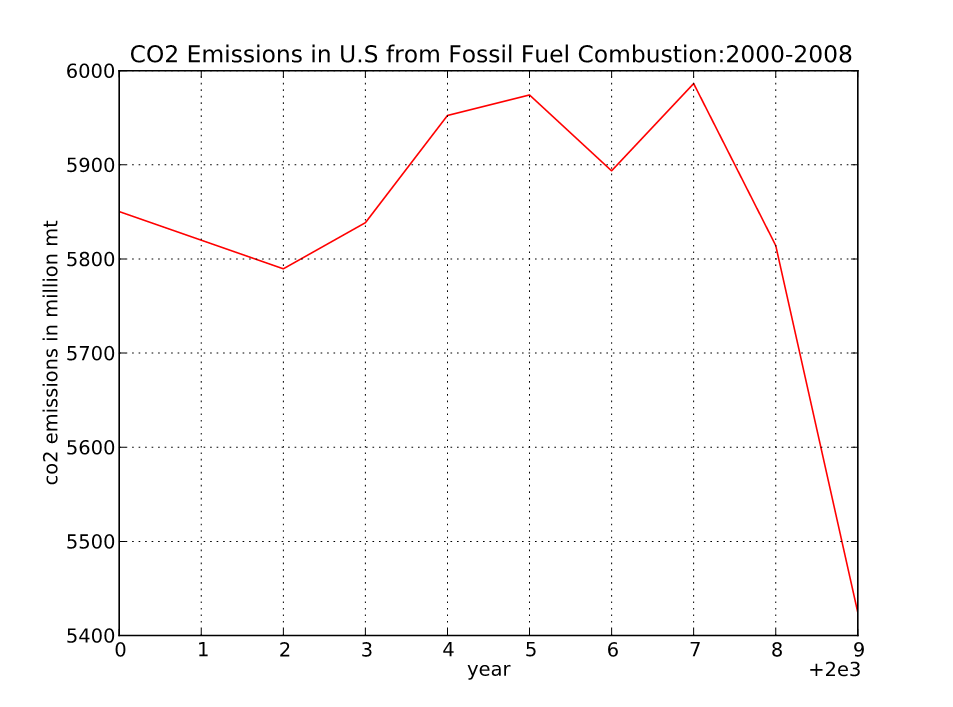 CO2 Emissions in U.S from Fossil Fuel Combustion:2000-2008
6000
5900
5800
5700
5600
5500
5400
co2 emissions in million mt
0 1 2 3 4 5 6 7 8 9
year
+2e3